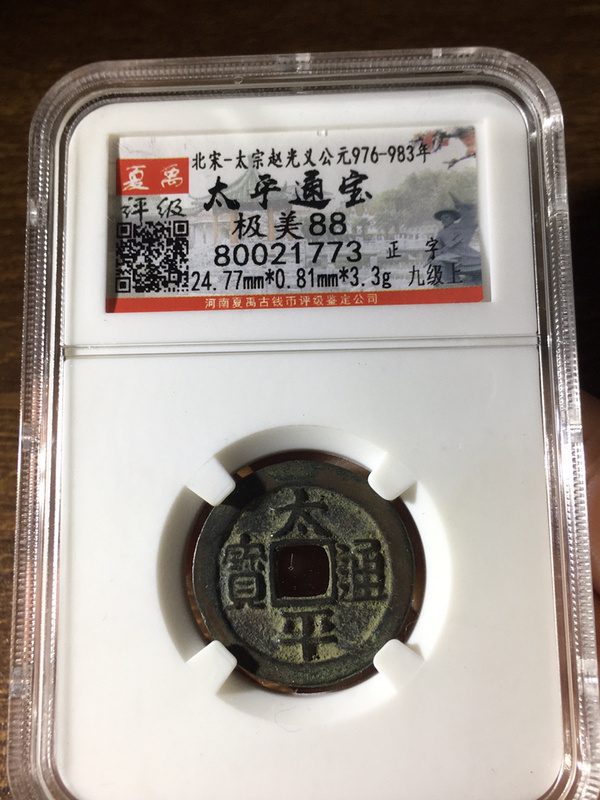 北宋-太宗赵光义公元976-983年
夏禹
评级
太平通宝
极美88
80021773 正字
24.77mm*0.81mm*3.3g 九级上
河南夏禹古钱币评级鉴定公司
太平通寶